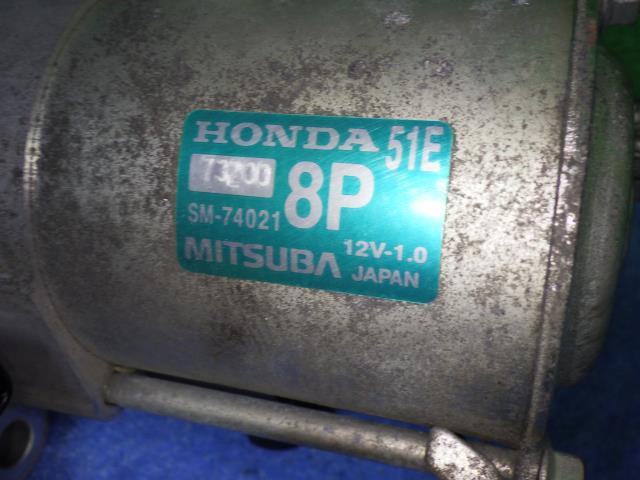 HONDA 51E
73200 8P
SM-74021
MITSUBA 12V-1.0
JAPAN